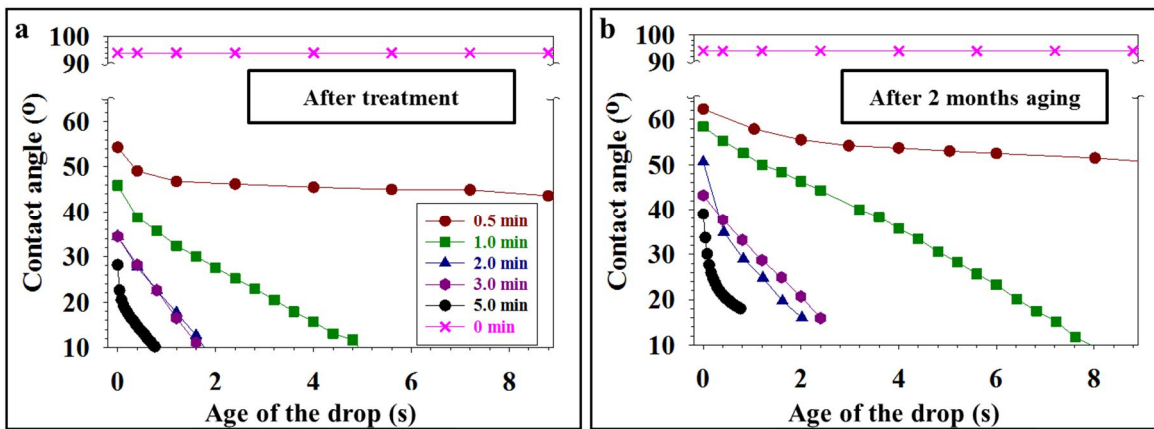 a
100
90
60
50
40
30
20
10
Contact angle (º)
After treatment
0.5 min
1.0 min
2.0 min
3.0 min
5.0 min
0 min
0 2 4 6 8
Age of the drop (s)
b
100
90
60
50
40
30
20
10
Contact angle (º)
After 2 months aging
0 2 4 6 8
Age of the drop (s)